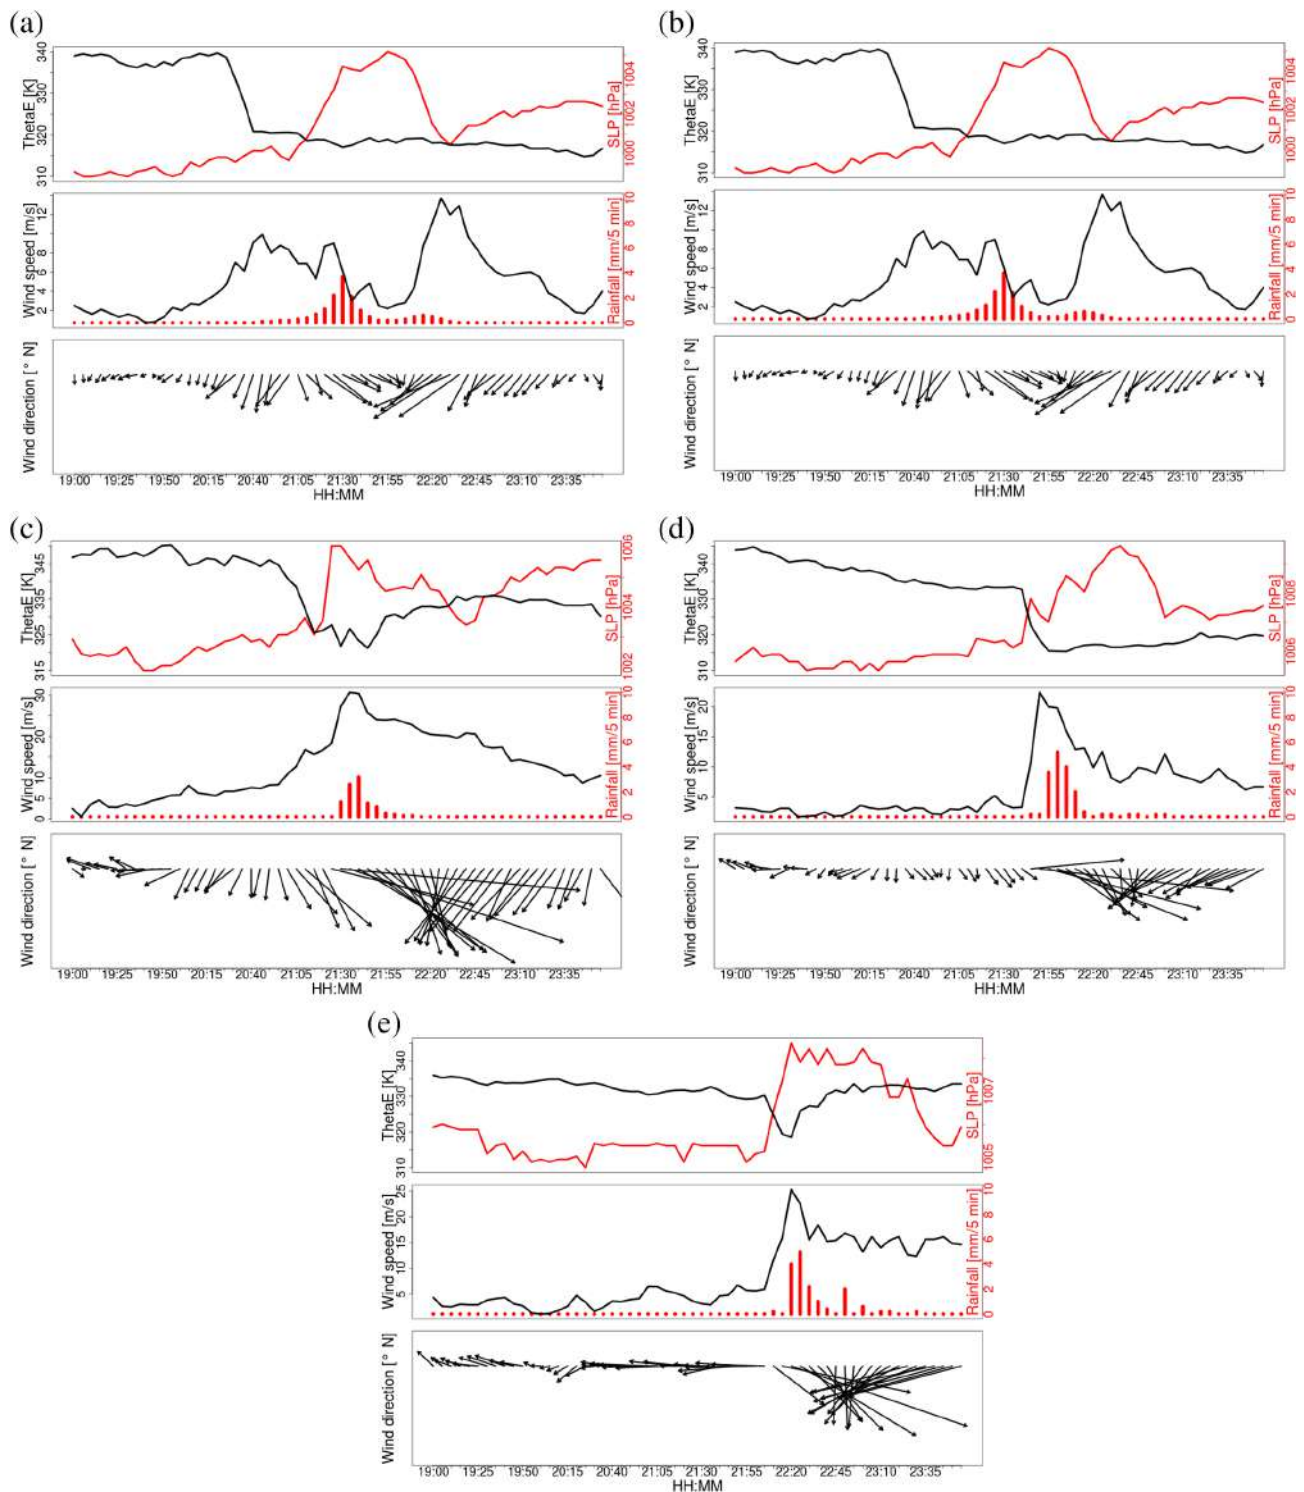 (a)
ThetaE [K]
310 320 330 340
SLP [hPa]
1000 1002 1004
Wind speed [m/s]
2 4 8 12
Rainfall [mm/5 min]
0 2 4 6 8 10
Wind direction [° N]
19:00 19:25 19:50 20:15 20:40 21:05 21:30 21:55 22:20 22:45 23:10 23:35
HH:MM
(b)
ThetaE [K]
310 320 330 340
SLP [hPa]
1000 1002 1004
Wind speed [m/s]
2 4 6 8 12
Rainfall [mm/5 min]
0 2 4 6 8 10
Wind direction [° N]
19:00 19:25 19:50 20:15 20:40 21:05 21:30 21:55 22:20 22:45 23:10 23:35
HH:MM
(c)
ThetaE [K]
315 325 335 345
SLP [hPa]
1002 1004 1006
Wind speed [m/s]
0 5 10 20 30
Rainfall [mm/5 min]
0 2 4 6 8 10
Wind direction [° N]
19:00 19:25 19:50 20:15 20:40 21:05 21:30 21:55 22:20 22:45 23:10 23:35
HH:MM
(d)
ThetaE [K]
310 320 330 340
SLP [hPa]
1006 1008
Wind speed [m/s]
5 10 15 20
Rainfall [mm/5 min]
0 2 4 6 8 10
Wind direction [° N]
19:00 19:25 19:50 20:15 20:40 21:05 21:30 21:55 22:20 22:45 23:10 23:35
HH:MM
(e)
ThetaE [K]
310 320 330 340
SLP [hPa]
1005 1007
Wind speed [m/s]
5 10 15 20 25
Rainfall [mm/5 min]
0 2 4 6 8 10
Wind direction [° N]
19:00 19:25 19:50 20:15 20:40 21:05 21:30 21:55 22:20 22:45 23:10 23:35
HH:MM